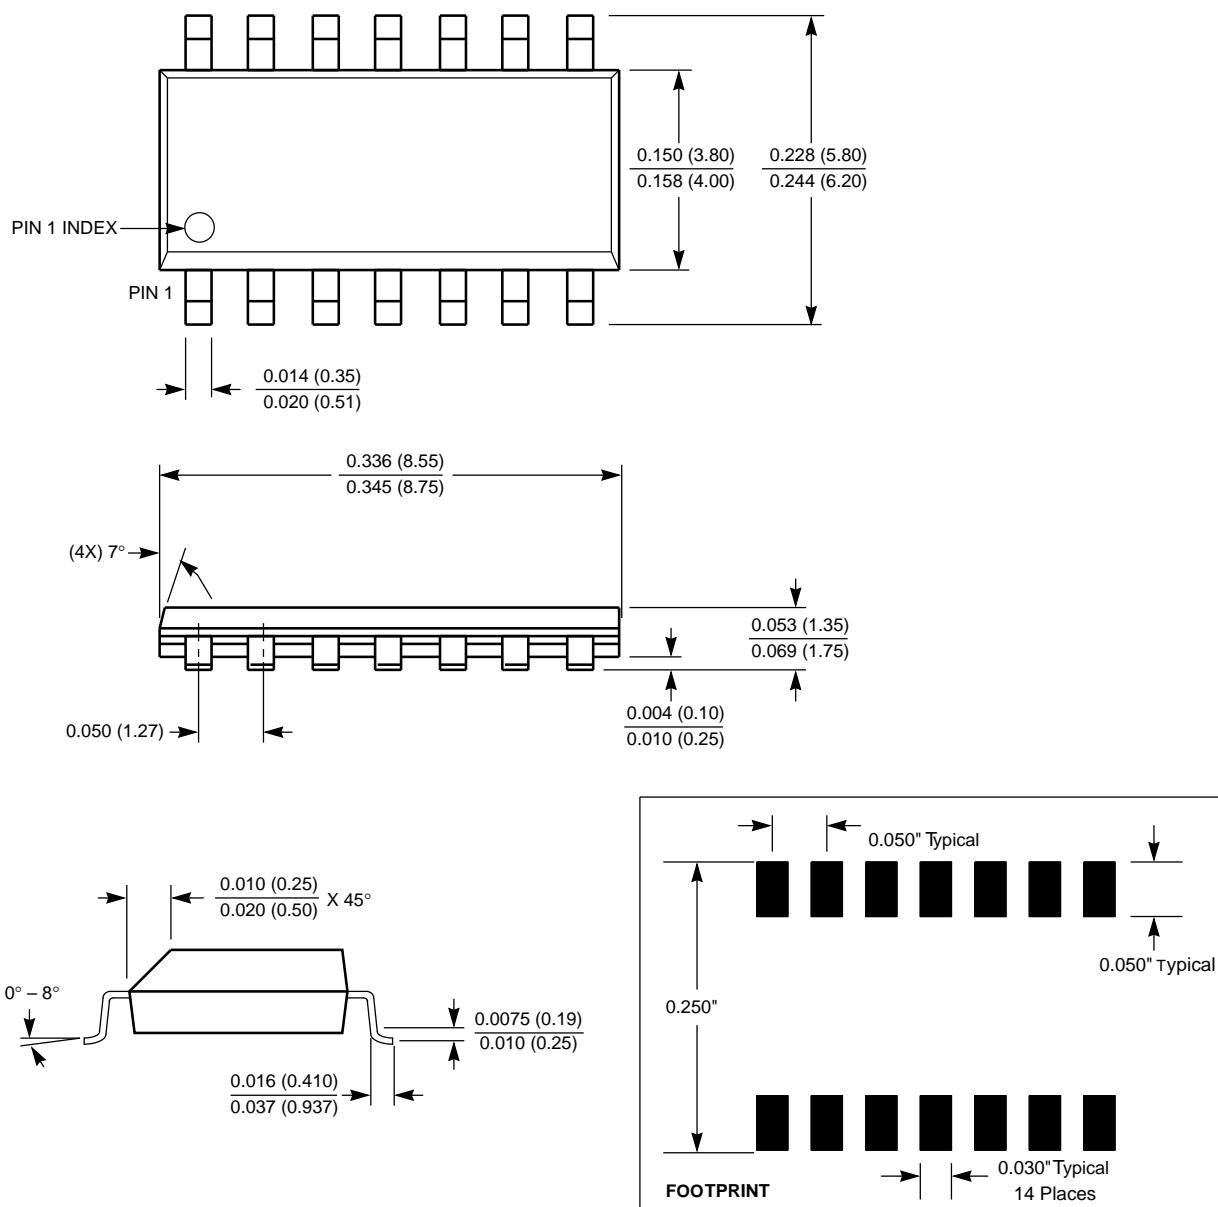 0.150 (3.80)
0.158 (4.00)
0.228 (5.80)
0.244 (6.20)
PIN 1 INDEX
PIN 1
0.014 (0.35)
0.020 (0.51)
0.336 (8.55)
0.345 (8.75)
(4X) 7°
0.053 (1.35)
0.069 (1.75)
0.004 (0.10)
0.010 (0.25)
0.050 (1.27)
0.050" Typical
0.010 (0.25)
0.020 (0.50)
X 45°
0.050" Typical
0° – 8°
0.250"
0.0075 (0.19)
0.010 (0.25)
0.016 (0.410)
0.037 (0.937)
0.030" Typical
14 Places
FOOTPRINT